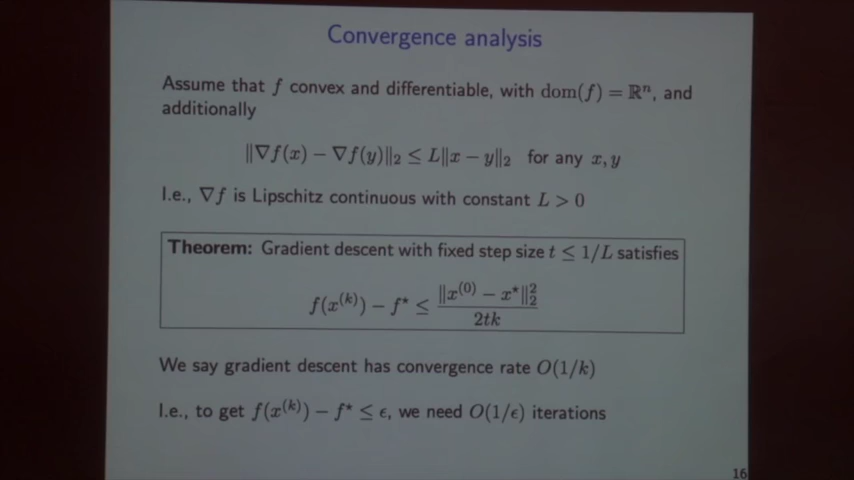 Convergence analysis
Assume that f convex and differentiable, with dom(f) = ℝⁿ, and
additionally
‖∇f(x) − ∇f(y)‖₂ ≤ L‖x − y‖₂ for any x, y
I.e., ∇f is Lipschitz continuous with constant L > 0
Theorem: Gradient descent with fixed step size t ≤ 1/L satisfies
f(x^(k)) − f* ≤ ‖x^(0) − x*‖₂² / 2tk
We say gradient descent has convergence rate O(1/k)
I.e., to get f(x^(k)) − f* ≤ ϵ, we need O(1/ϵ) iterations
16